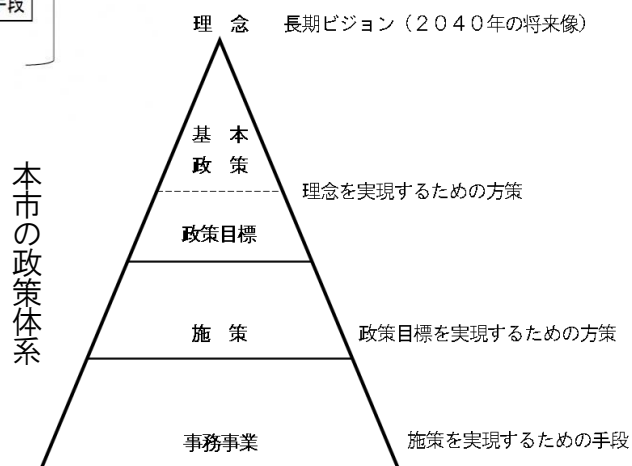 手段
理　念　長期ビジョン（２０４０年の将来像）
基　本
政　策
理念を実現するための方策
政策目標
本市の政策体系
施　策　政策目標を実現するための方策
事務事業　施策を実現するための手段